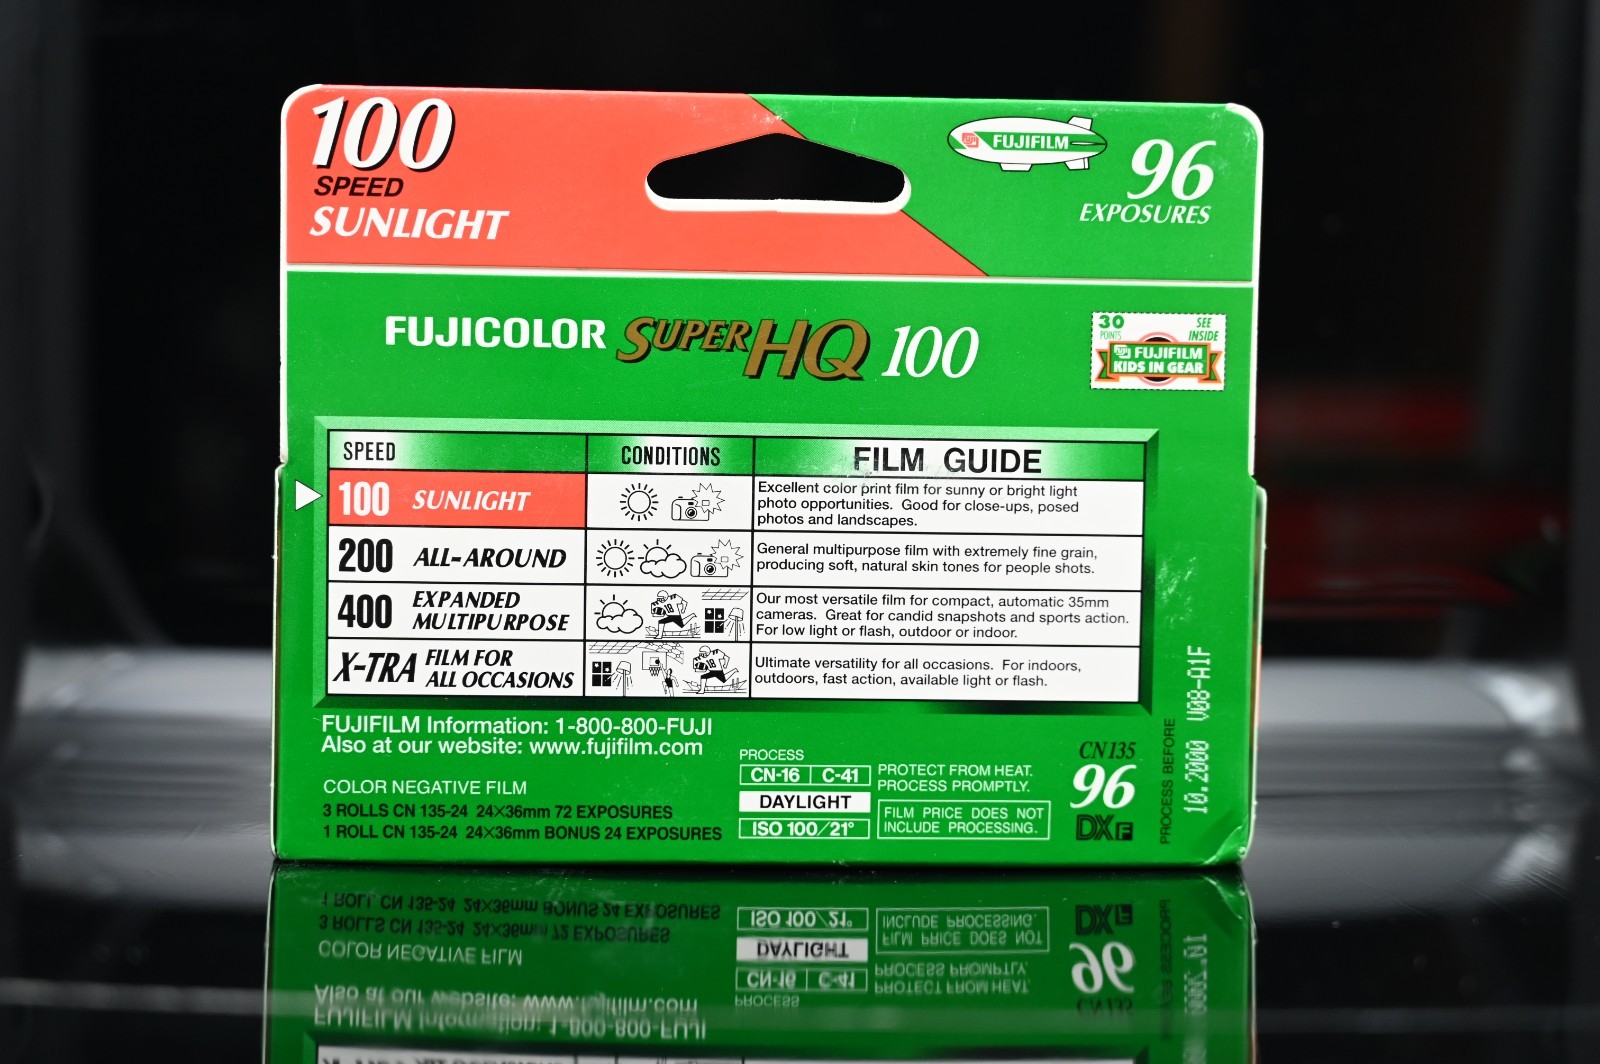 100
SPEED
SUNLIGHT
FUJIFILM
96
EXPOSURES
FUJICOLOR SUPERHQ 100
30
POINTS
SEE
INSIDE
FUJI FUJIFILM
KIDS IN GEAR
SPEED CONDITIONS FILM GUIDE
100 SUNLIGHT
Excellent color print film for sunny or bright light
photo opportunities. Good for close-ups, posed
photos and landscapes.
200 ALL-AROUND
General multipurpose film with extremely fine grain,
producing soft, natural skin tones for people shots.
400 EXPANDED
MULTIPURPOSE
Our most versatile film for compact, automatic 35mm
cameras. Great for candid snapshots and sports action.
For low light or flash, outdoor or indoor.
X-TRA FILM FOR
ALL OCCASIONS
Ultimate versatility for all occasions. For indoors,
outdoors, fast action, available light or flash.
FUJIFILM Information: 1-800-800-FUJI
Also at our website: www.fujifilm.com
COLOR NEGATIVE FILM
3 ROLLS CN 135-24 24×36mm 72 EXPOSURES
1 ROLL CN 135-24 24×36mm BONUS 24 EXPOSURES
PROCESS
CN-16 C-41
DAYLIGHT
ISO 100/21°
PROTECT FROM HEAT.
PROCESS PROMPTLY.
FILM PRICE DOES NOT
INCLUDE PROCESSING.
CN135
96
DX F
PROCESS BEFORE
10.2000 V08-A1F